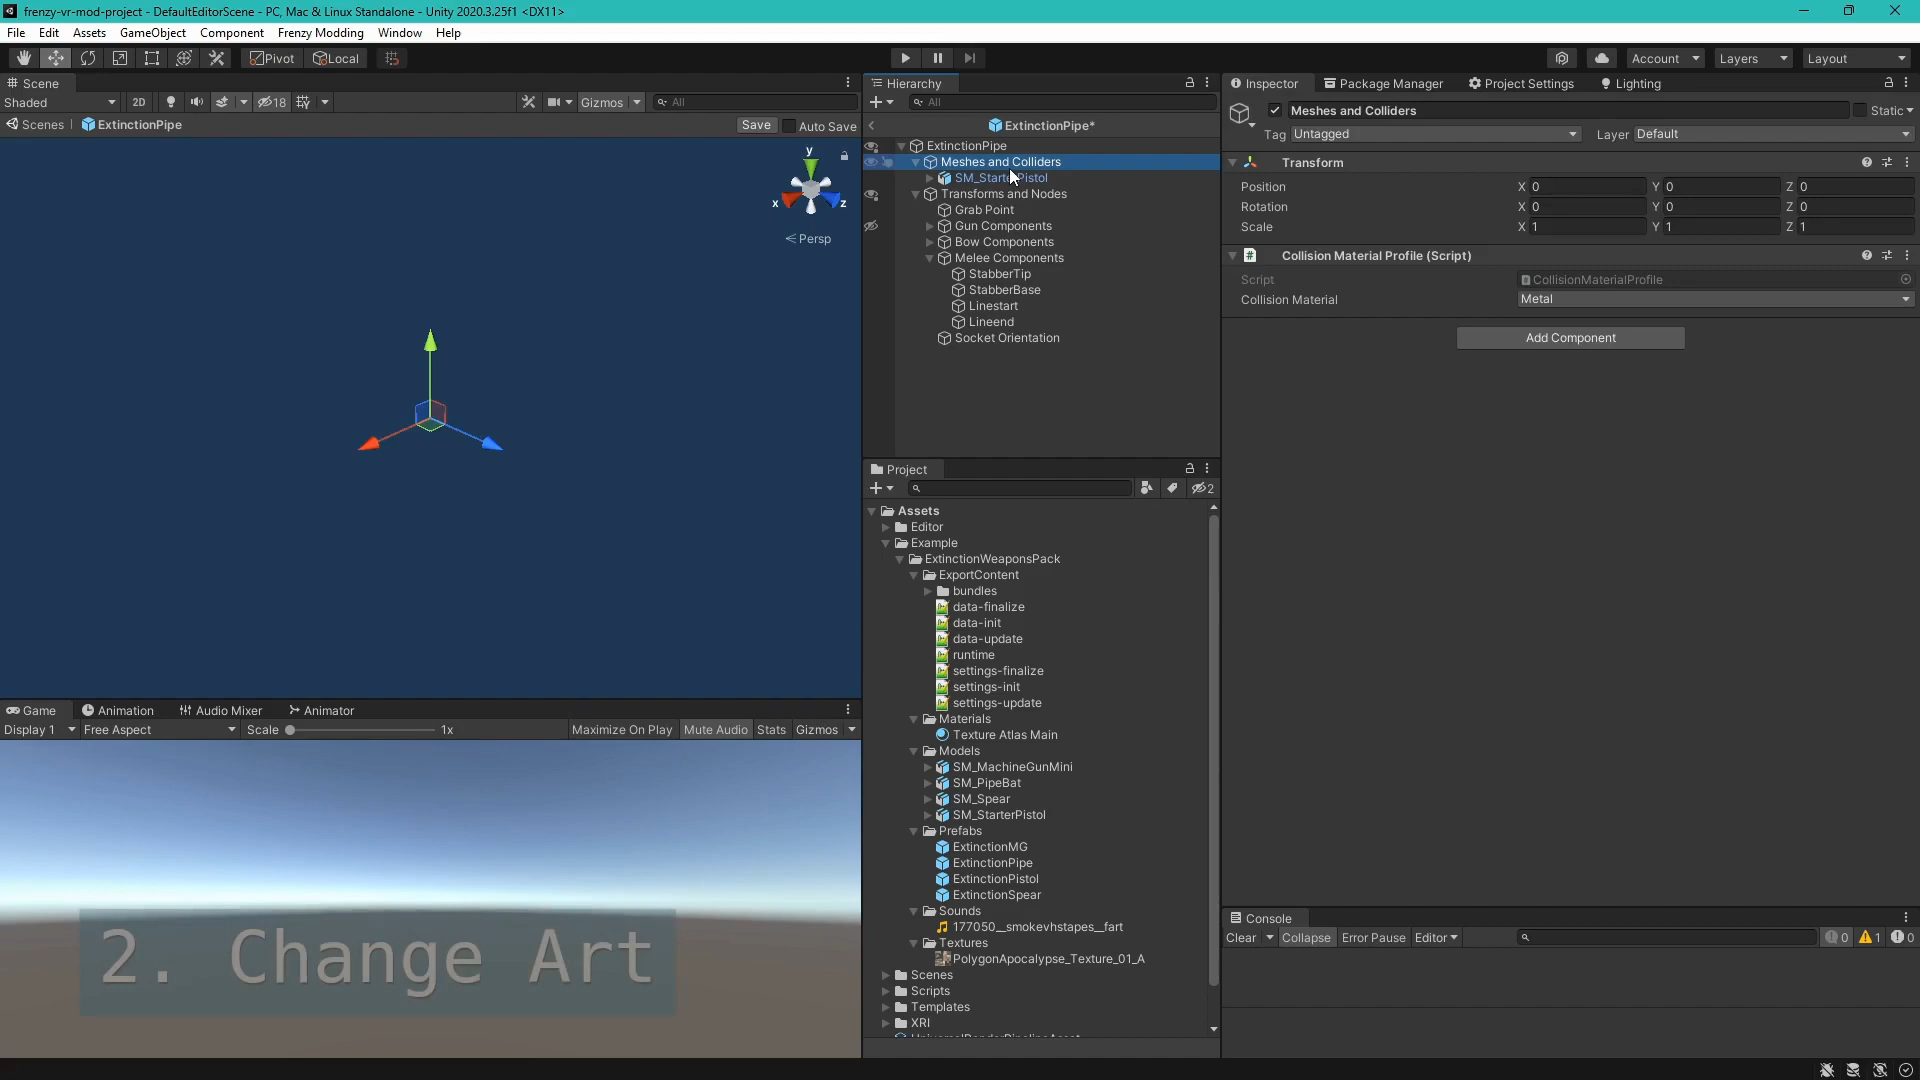 frenzy-vr-mod-project - DefaultEditorScene - PC, Mac & Linux Standalone - Unity 2020.3.25f1 <DX11>
File Edit Assets GameObject Component Frenzy Modding Window Help
Pivot Local Account Layers Layout
Scene
Shaded 2D 18 Gizmos All
Scenes ExtinctionPipe Save Auto Save
y
x z
Persp
Hierarchy
All
ExtinctionPipe*
ExtinctionPipe
Meshes and Colliders
SM_StarterPistol
Transforms and Nodes
Grab Point
Gun Components
Bow Components
Melee Components
StabberTip
StabberBase
Linestart
Lineend
Socket Orientation
Inspector Package Manager Project Settings Lighting
Meshes and Colliders Static
Tag Untagged Layer Default
Transform
Position X 0 Y 0 Z 0
Rotation X 0 Y 0 Z 0
Scale X 1 Y 1 Z 1
Collision Material Profile (Script)
Script CollisionMaterialProfile
Collision Material Metal
Add Component
Project
2
Assets
Editor
Example
ExtinctionWeaponsPack
ExportContent
bundles
data-finalize
data-init
data-update
runtime
settings-finalize
settings-init
settings-update
Materials
Texture Atlas Main
Models
SM_MachineGunMini
SM_PipeBat
SM_Spear
SM_StarterPistol
Prefabs
ExtinctionMG
ExtinctionPipe
ExtinctionPistol
ExtinctionSpear
Sounds
177050__smokevhstapes__fart
Textures
PolygonApocalypse_Texture_01_A
Scenes
Scripts
Templates
XRI
Game Animation Audio Mixer Animator
Display 1 Free Aspect Scale 1x Maximize On Play Mute Audio Stats Gizmos
2. Change Art
Console
Clear Collapse Error Pause Editor 0 1 0